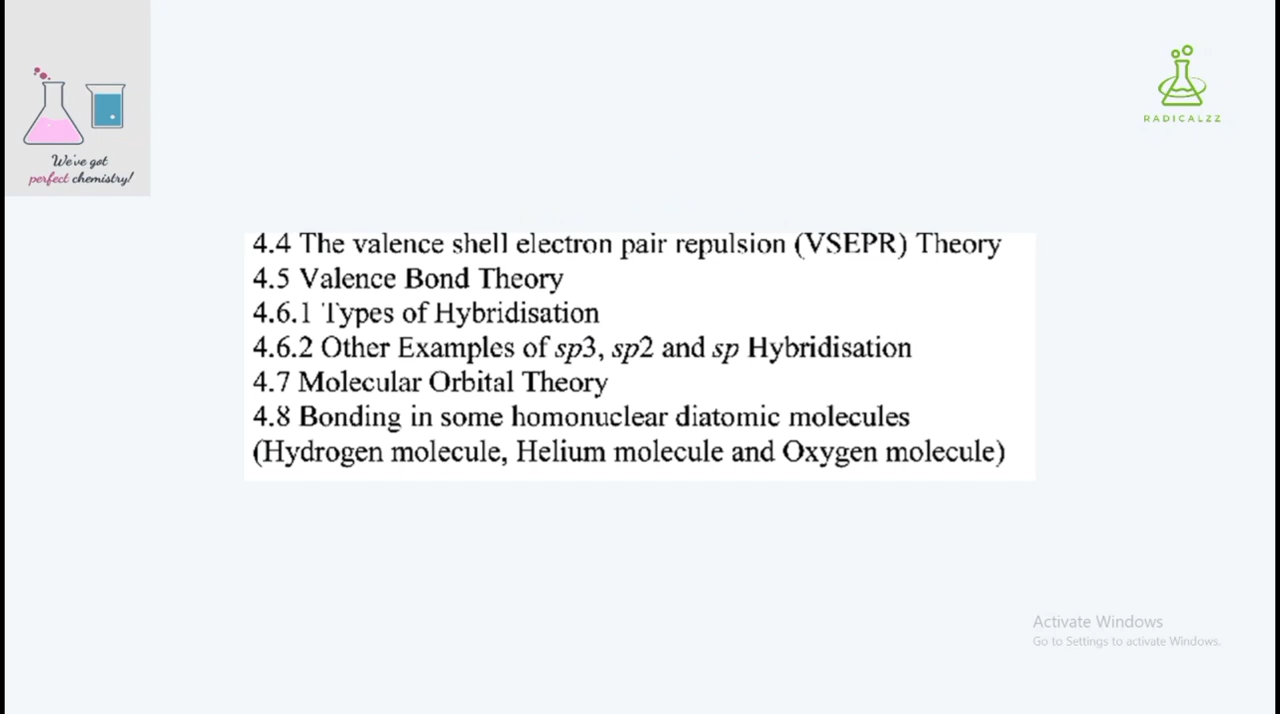 We've got
perfect chemistry!
RADICALZZ
4.4 The valence shell electron pair repulsion (VSEPR) Theory
4.5 Valence Bond Theory
4.6.1 Types of Hybridisation
4.6.2 Other Examples of sp3, sp2 and sp Hybridisation
4.7 Molecular Orbital Theory
4.8 Bonding in some homonuclear diatomic molecules
(Hydrogen molecule, Helium molecule and Oxygen molecule)
Activate Windows
Go to Settings to activate Windows.